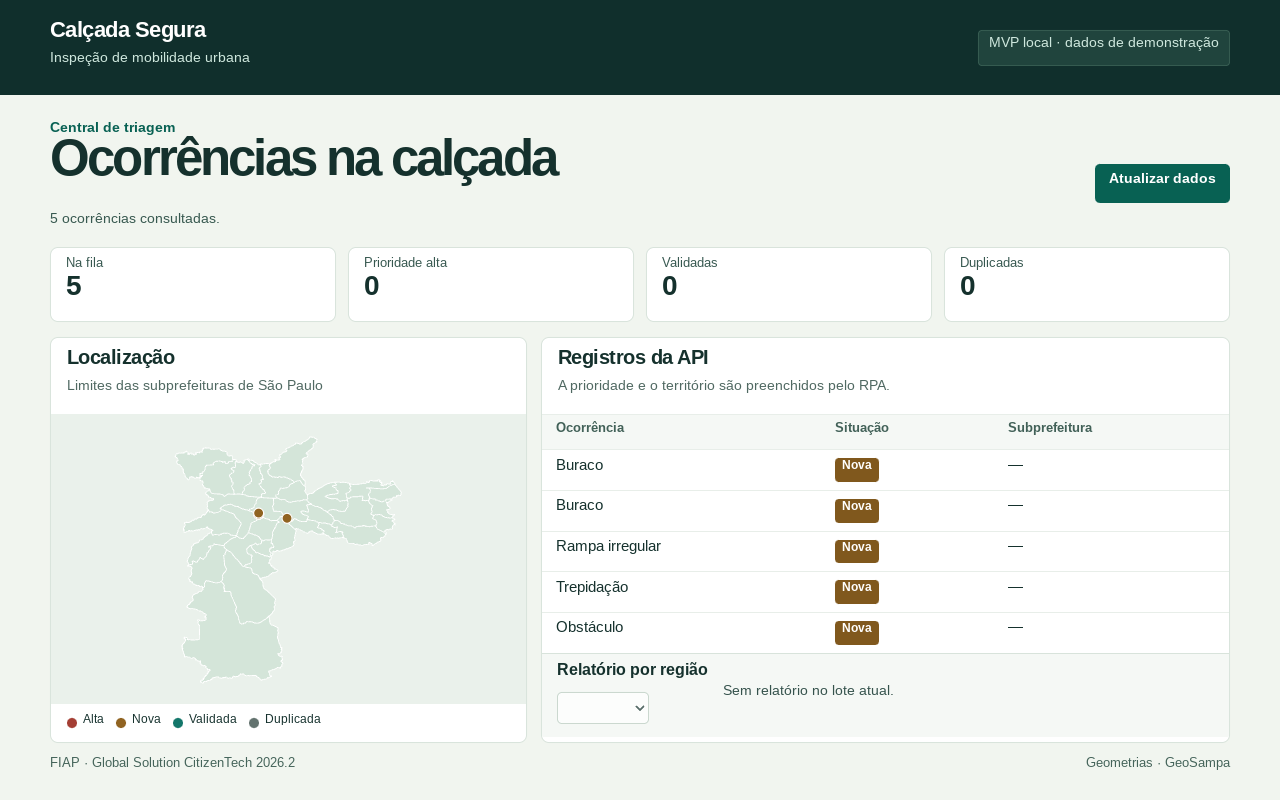 Calçada Segura
Inspeção de mobilidade urbana
MVP local · dados de demonstração
Central de triagem
Ocorrências na calçada
Atualizar dados
5 ocorrências consultadas.
Na fila
5
Prioridade alta
0
Validadas
0
Duplicadas
0
Localização
Limites das subprefeituras de São Paulo
Alta
Nova
Validada
Duplicada
Registros da API
A prioridade e o território são preenchidos pelo RPA.
Ocorrência Situação Subprefeitura
Buraco Nova —
Buraco Nova —
Rampa irregular Nova —
Trepidação Nova —
Obstáculo Nova —
Relatório por região
Sem relatório no lote atual.
FIAP · Global Solution CitizenTech 2026.2
Geometrias · GeoSampa